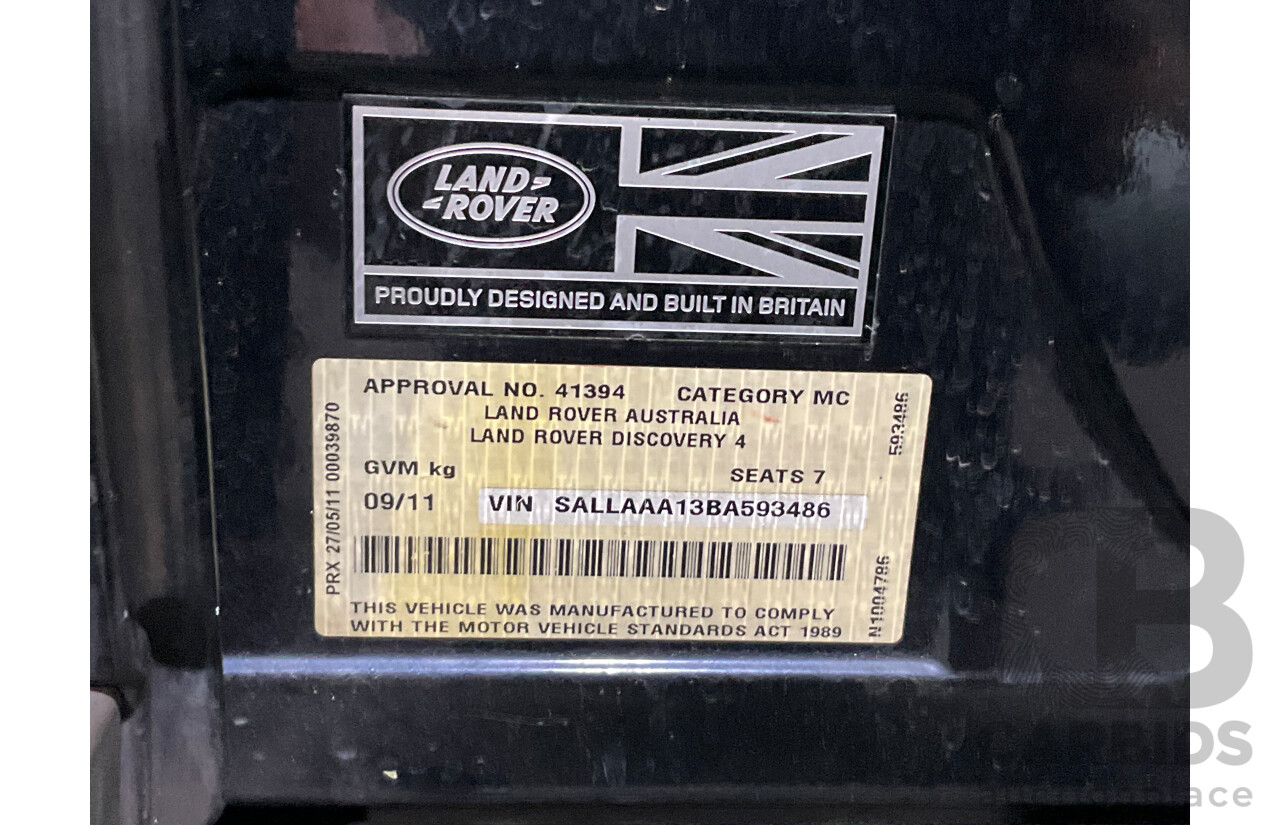 LAND
ROVER
PROUDLY DESIGNED AND BUILT IN BRITAIN
APPROVAL NO. 41394 CATEGORY MC
LAND ROVER AUSTRALIA
LAND ROVER DISCOVERY 4
GVM kg SEATS 7
09/11 VIN SALLAAA13BA593486
THIS VEHICLE WAS MANUFACTURED TO COMPLY
WITH THE MOTOR VEHICLE STANDARDS ACT 1989
PRX 27/05/11 00039870
593486
N1004786
B
CARBIDS